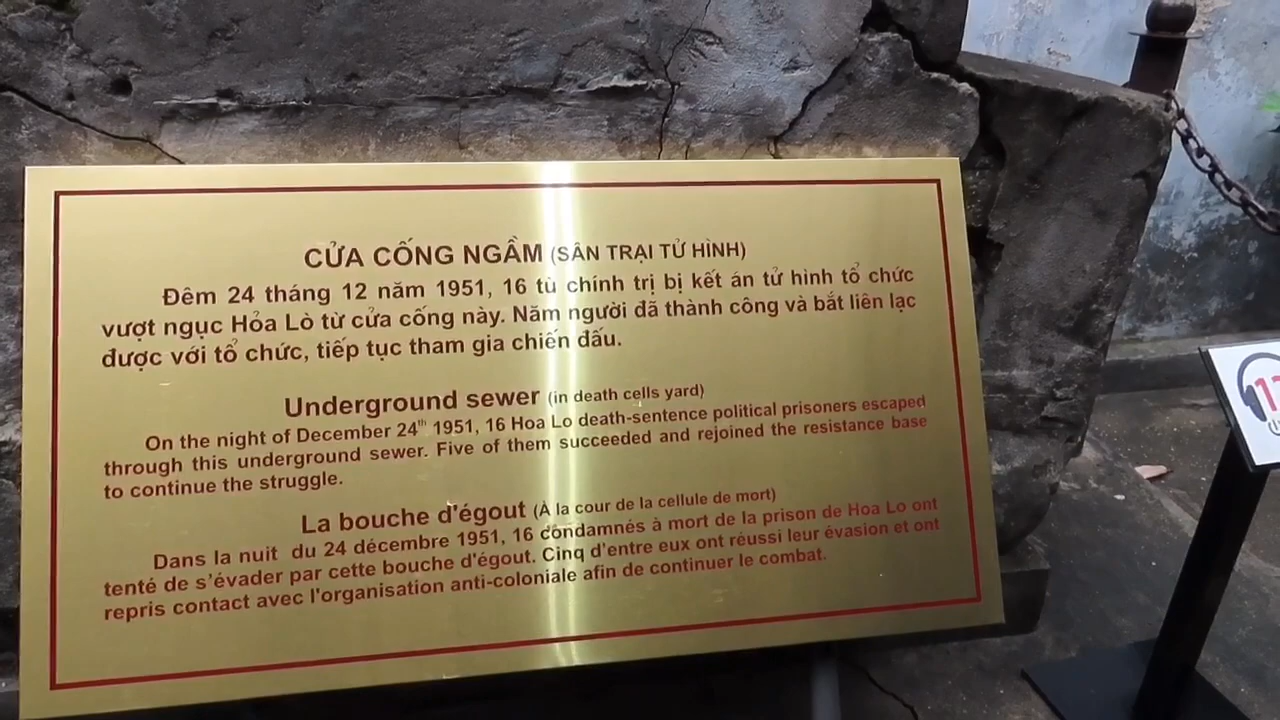 CỬA CỐNG NGẦM (SÂN TRẠI TỬ HÌNH)
Đêm 24 tháng 12 năm 1951, 16 tù chính trị bị kết án tử hình tổ chức
vượt ngục Hỏa Lò từ cửa cống này. Năm người đã thành công và bắt liên lạc
được với tổ chức, tiếp tục tham gia chiến đấu.
Underground sewer (in death cells yard)
On the night of December 24th 1951, 16 Hoa Lo death-sentence political prisoners escaped
through this underground sewer. Five of them succeeded and rejoined the resistance base
to continue the struggle.
La bouche d'égout (À la cour de la cellule de mort)
Dans la nuit du 24 décembre 1951, 16 condamnés à mort de la prison de Hoa Lo ont
tenté de s'évader par cette bouche d'égout. Cinq d'entre eux ont réussi leur évasion et ont
repris contact avec l'organisation anti-coloniale afin de continuer le combat.